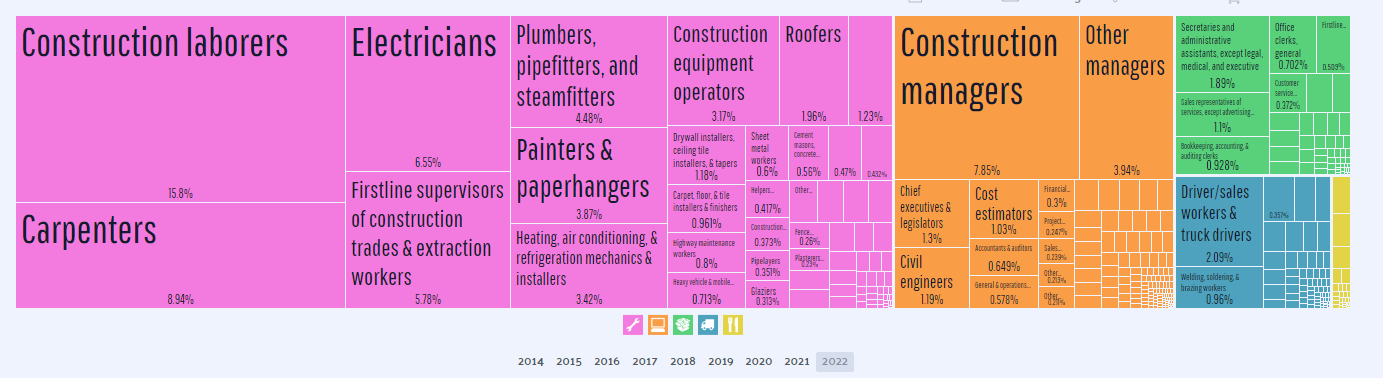 Construction laborers
15.8%
Carpenters
8.94%
Electricians
6.55%
Firstline supervisors
of construction
trades & extraction
workers
5.78%
Plumbers,
pipefitters, and
steamfitters
4.48%
Painters &
paperhangers
3.87%
Heating, air conditioning, &
refrigeration mechanics &
installers
3.42%
Construction
equipment
operators
3.17%
Roofers
1.96%
1.23%
Drywall installers,
ceiling tile
installers, & tapers
1.18%
Carpet, floor, & tile
installers & finishers
0.961%
Highway maintenance
workers
0.8%
Heavy vehicle & mobile...
0.713%
Sheet
metal
workers
0.6%
Cement
masons,
concrete...
0.56%
0.47%
0.432%
Helpers...
0.417%
Construction...
0.373%
Pipelayers
0.351%
Glaziers
0.313%
Other...
Fence...
0.26%
Plasterers...
0.23%
Construction
managers
7.85%
Other
managers
3.94%
Chief
executives &
legislators
1.3%
Civil
engineers
1.19%
Cost
estimators
1.03%
Accountants & auditors
0.649%
General & operations...
0.578%
Financial...
0.3%
Project...
0.247%
Sales...
0.239%
Other...
0.213%
Other...
0.211%
Secretaries and
administrative
assistants, except legal,
medical, and executive
1.89%
Sales representatives of
services, except advertising...
1.1%
Bookkeeping, accounting, &
auditing clerks
0.928%
Office
clerks,
general
0.702%
Firstline...
0.509%
Customer
service...
0.372%
Driver/sales
workers &
truck drivers
2.09%
0.357%
Welding, soldering, &
brazing workers
0.96%
2014 2015 2016 2017 2018 2019 2020 2021 2022